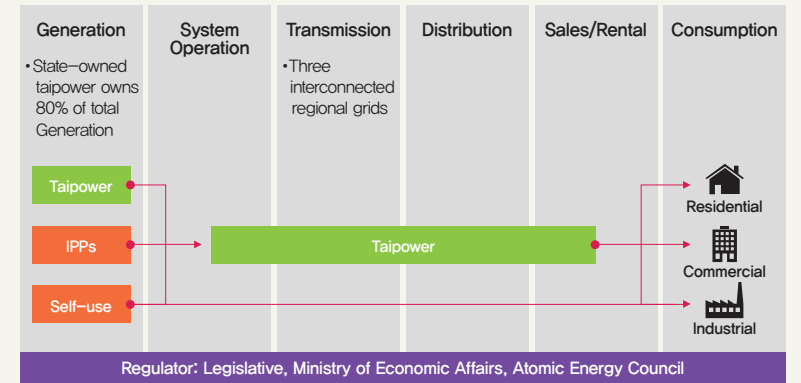 Generation
System
Operation
Transmission
Distribution
Sales/Rental
Consumption
•State-owned
taipower owns
80% of total
Generation
•Three
interconnected
regional grids
Taipower
IPPs
Self-use
Taipower
Residential
Commercial
Industrial
Regulator: Legislative, Ministry of Economic Affairs, Atomic Energy Council